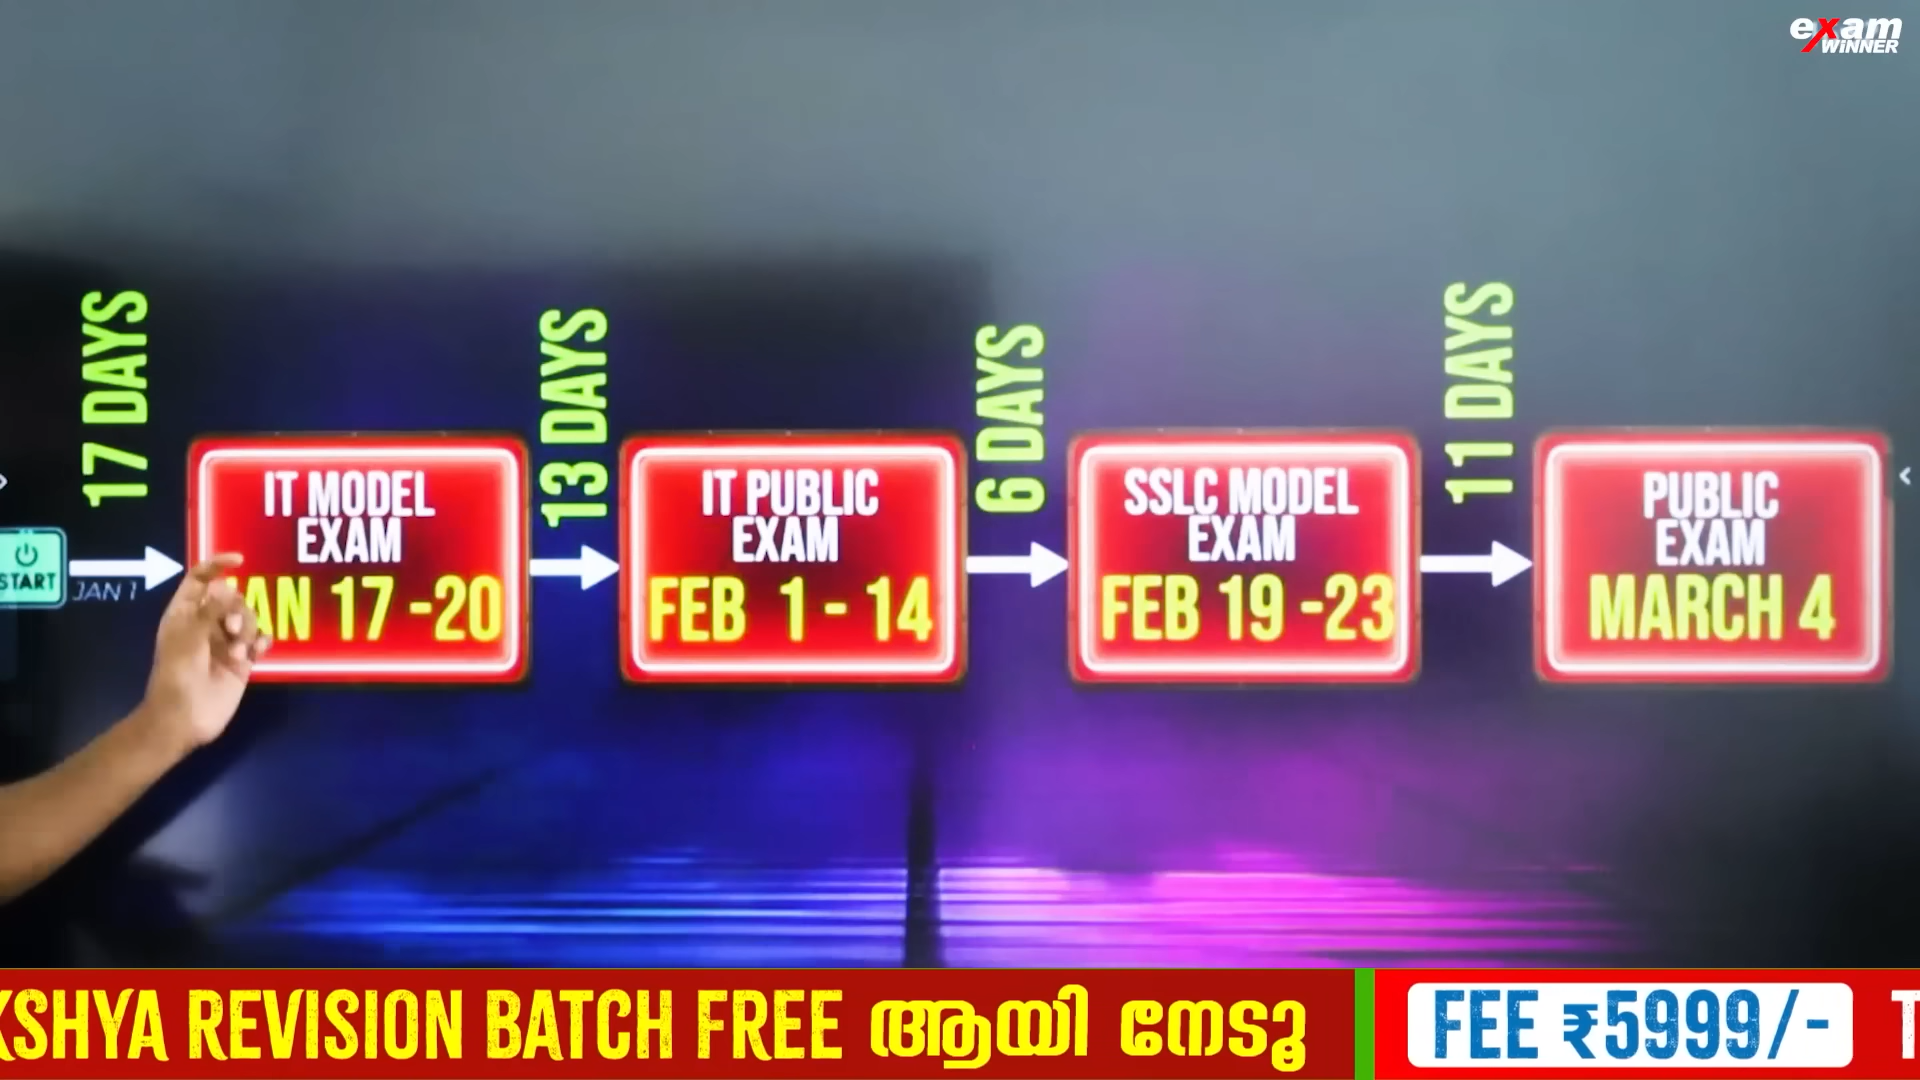 exam
WiNNER
17 DAYS
13 DAYS
6 DAYS
11 DAYS
START
JAN 1
IT MODEL
EXAM
JAN 17 -20
IT PUBLIC
EXAM
FEB 1 - 14
SSLC MODEL
EXAM
FEB 19 -23
PUBLIC
EXAM
MARCH 4
KSHYA REVISION BATCH FREE ആയി നേടൂ
FEE ₹5999/-